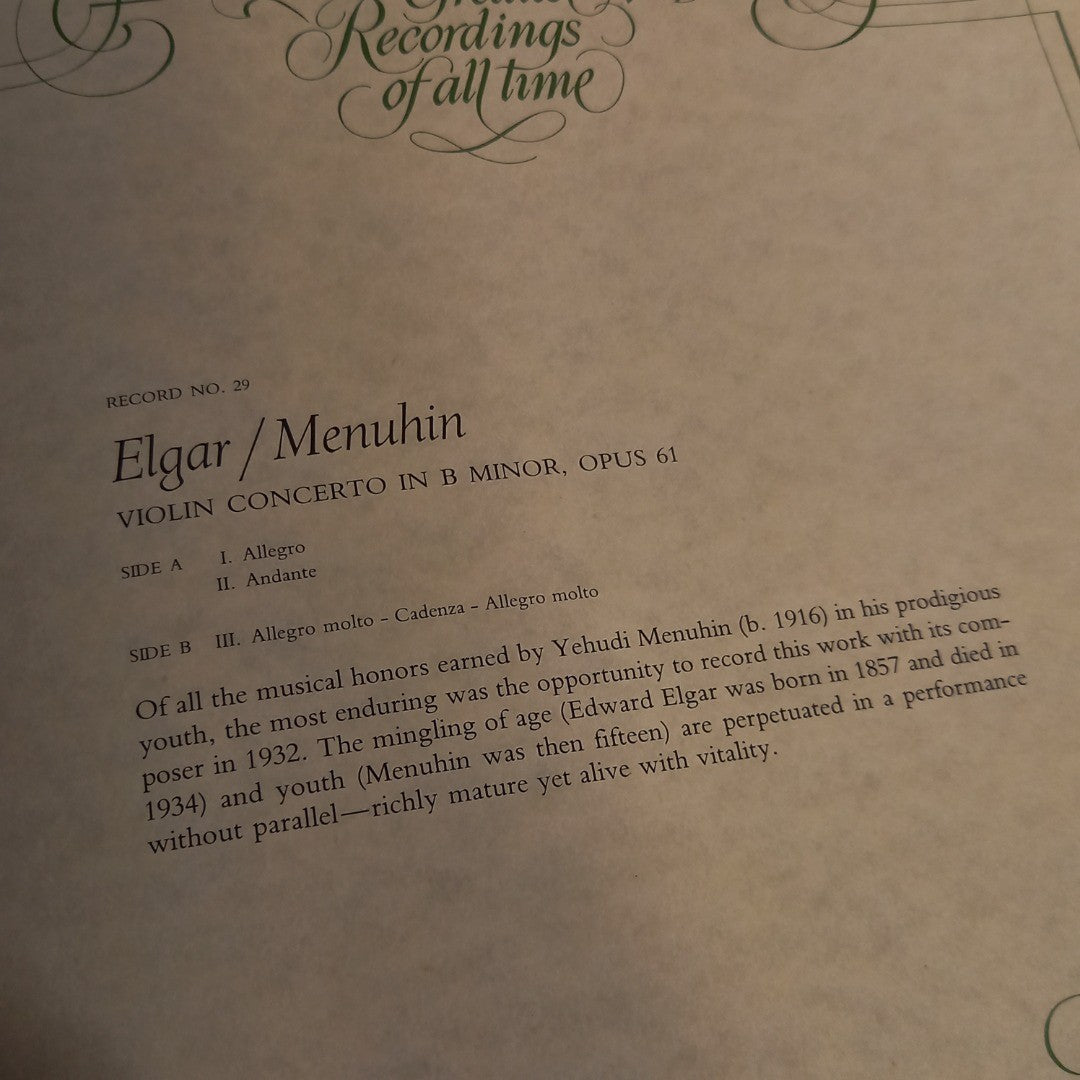 Recordings
of all time
RECORD NO. 29
Elgar / Menuhin
VIOLIN CONCERTO IN B MINOR, OPUS 61
SIDE A I. Allegro
II. Andante
SIDE B III. Allegro molto – Cadenza – Allegro molto
Of all the musical honors earned by Yehudi Menuhin (b. 1916) in his prodigious
youth, the most enduring was the opportunity to record this work with its com-
poser in 1932. The mingling of age (Edward Elgar was born in 1857 and died in
1934) and youth (Menuhin was then fifteen) are perpetuated in a performance
without parallel—richly mature yet alive with vitality.